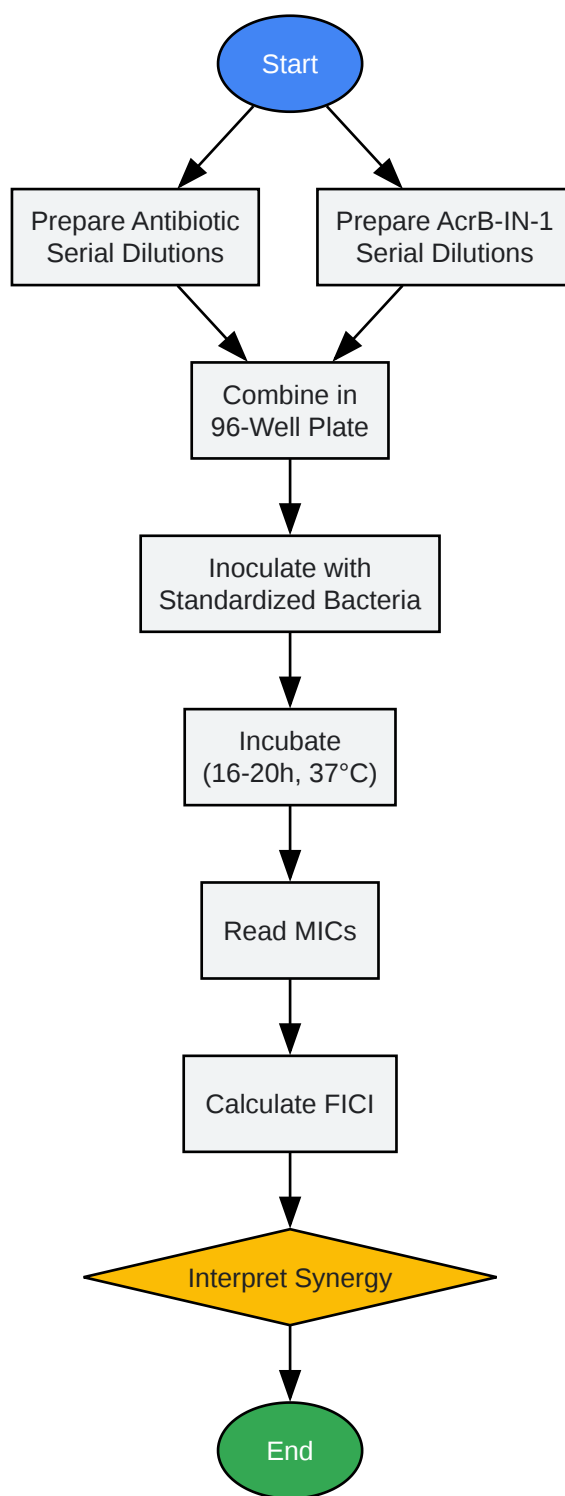 Start
Prepare Antibiotic
Serial Dilutions
Prepare AcrB-IN-1
Serial Dilutions
Combine in
96-Well Plate
Inoculate with
Standardized Bacteria
Incubate
(16-20h, 37°C)
Read MICs
Calculate FICI
Interpret Synergy
End